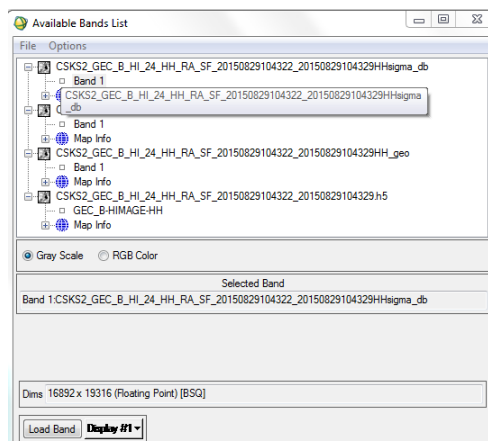 Available Bands List
File Options
CSKS2_GEC_B_HI_24_HH_RA_SF_20150829104322_20150829104329HHsigma_db
Band 1
CSKS2_GEC_B_HI_24_HH_RA_SF_20150829104322_20150829104329HHsigma
_db
Band 1
Map Info
CSKS2_GEC_B_HI_24_HH_RA_SF_20150829104322_20150829104329HH_geo
Band 1
Map Info
CSKS2_GEC_B_HI_24_HH_RA_SF_20150829104322_20150829104329.h5
GEC_B-HIMAGE-HH
Map Info
Gray Scale RGB Color
Selected Band
Band 1:CSKS2_GEC_B_HI_24_HH_RA_SF_20150829104322_20150829104329HHsigma_db
Dims 16892 x 19316 (Floating Point) [BSQ]
Load Band Display #1